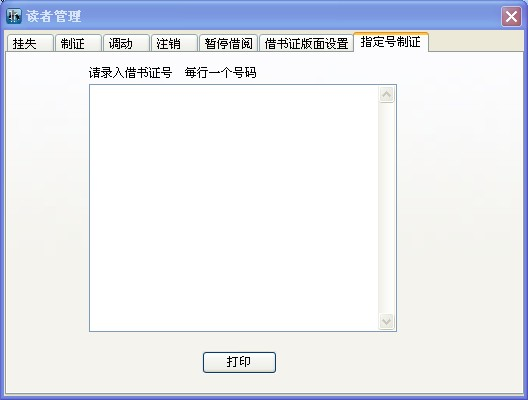 读者管理
挂失 制证 调动 注销 暂停借阅 借书证版面设置 指定号制证
请录入借书证号 每行一个号码
打印